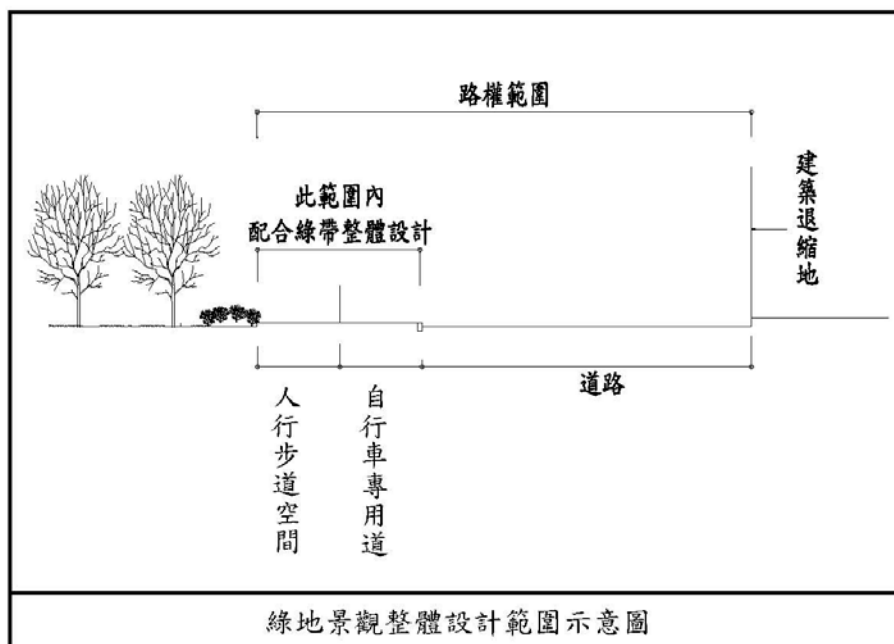 路權範圍
此範圍內
配合綠帶整體設計
建築退縮地
道路
人行步道空間
自行車專用道
綠地景觀整體設計範圍示意圖